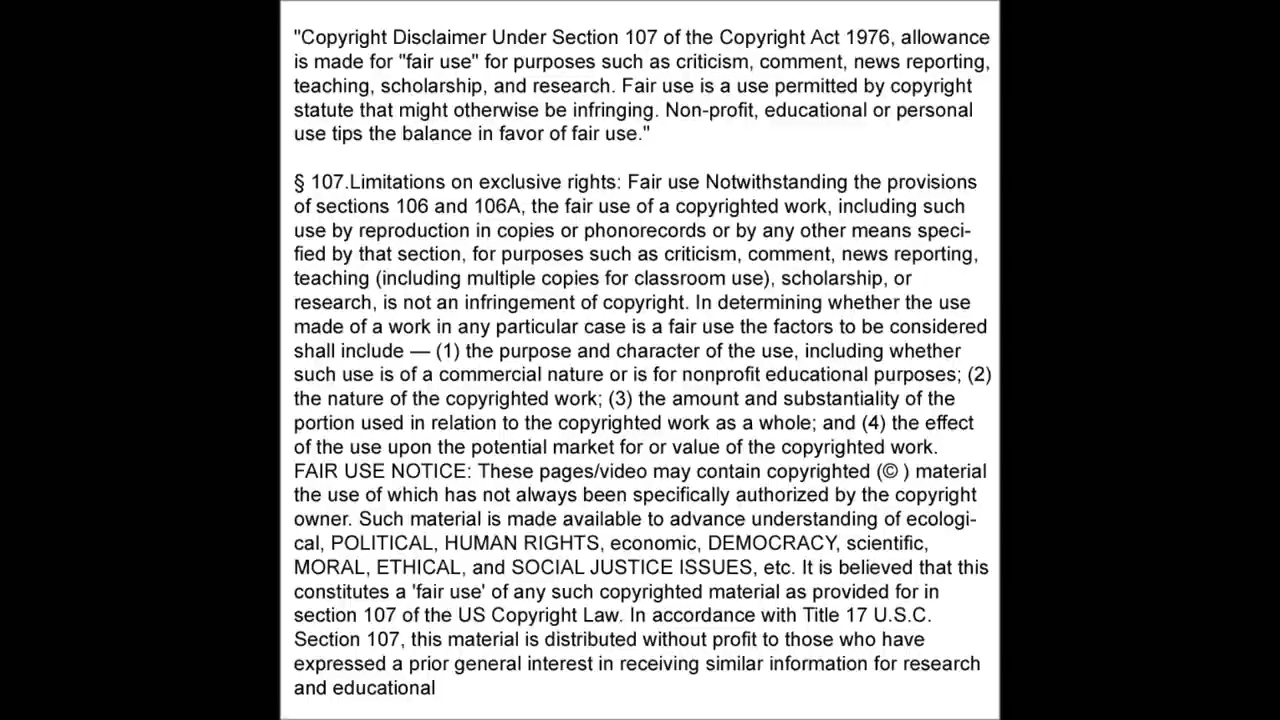 "Copyright Disclaimer Under Section 107 of the Copyright Act 1976, allowance
is made for "fair use" for purposes such as criticism, comment, news reporting,
teaching, scholarship, and research. Fair use is a use permitted by copyright
statute that might otherwise be infringing. Non-profit, educational or personal
use tips the balance in favor of fair use."
§ 107.Limitations on exclusive rights: Fair use Notwithstanding the provisions
of sections 106 and 106A, the fair use of a copyrighted work, including such
use by reproduction in copies or phonorecords or by any other means speci-
fied by that section, for purposes such as criticism, comment, news reporting,
teaching (including multiple copies for classroom use), scholarship, or
research, is not an infringement of copyright. In determining whether the use
made of a work in any particular case is a fair use the factors to be considered
shall include — (1) the purpose and character of the use, including whether
such use is of a commercial nature or is for nonprofit educational purposes; (2)
the nature of the copyrighted work; (3) the amount and substantiality of the
portion used in relation to the copyrighted work as a whole; and (4) the effect
of the use upon the potential market for or value of the copyrighted work.
FAIR USE NOTICE: These pages/video may contain copyrighted (© ) material
the use of which has not always been specifically authorized by the copyright
owner. Such material is made available to advance understanding of ecologi-
cal, POLITICAL, HUMAN RIGHTS, economic, DEMOCRACY, scientific,
MORAL, ETHICAL, and SOCIAL JUSTICE ISSUES, etc. It is believed that this
constitutes a 'fair use' of any such copyrighted material as provided for in
section 107 of the US Copyright Law. In accordance with Title 17 U.S.C.
Section 107, this material is distributed without profit to those who have
expressed a prior general interest in receiving similar information for research
and educational